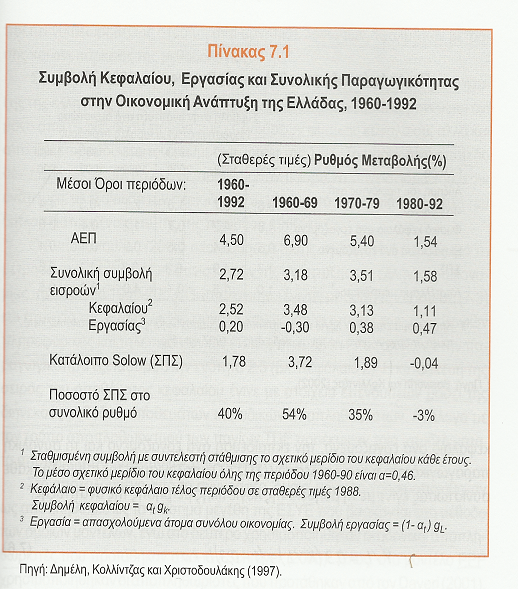 Πίνακας 7.1
Συμβολή Κεφαλαίου, Εργασίας και Συνολικής Παραγωγικότητας
στην Οικονομική Ανάπτυξη της Ελλάδας, 1960-1992
(Σταθερές τιμές) Ρυθμός Μεταβολής(%)
Μέσοι Όροι περιόδων: 1960-
1992 1960-69 1970-79 1980-92
ΑΕΠ 4,50 6,90 5,40 1,54
Συνολική συμβολή 2,72 3,18 3,51 1,58
εισροών1
Κεφαλαίου2 2,52 3,48 3,13 1,11
Εργασίας3 0,20 -0,30 0,38 0,47
Κατάλοιπο Solow (ΣΠΣ) 1,78 3,72 1,89 -0,04
Ποσοστό ΣΠΣ στο
συνολικό ρυθμό 40% 54% 35% -3%
1 Σταθμισμένη συμβολή με συντελεστή στάθμισης το σχετικό μερίδιο του κεφαλαίου κάθε έτους.
Το μέσο σχετικό μερίδιο του κεφαλαίου όλης της περιόδου 1960-90 είναι α=0,46.
2 Κεφάλαιο = φυσικό κεφάλαιο τέλος περιόδου σε σταθερές τιμές 1988.
Συμβολή κεφαλαίου = αt gk.
3 Εργασία = απασχολούμενα άτομα συνόλου οικονομίας. Συμβολή εργασίας = (1- αt) gL.
Πηγή: Δημέλη, Κολλίντζας και Χριστοδουλάκης (1997).